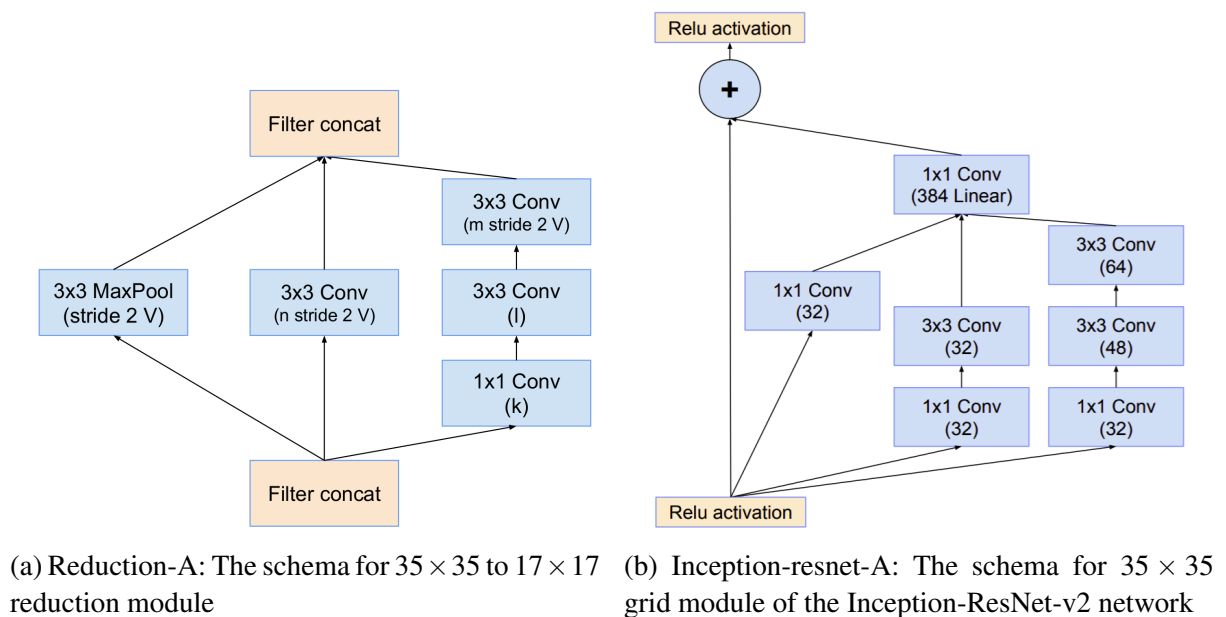 Filter concat
3x3 Conv
(m stride 2 V)
3x3 MaxPool
(stride 2 V)
3x3 Conv
(n stride 2 V)
3x3 Conv
(l)
1x1 Conv
(k)
Filter concat
(a) Reduction-A: The schema for 35 × 35 to 17 × 17
reduction module
Relu activation
+
1x1 Conv
(384 Linear)
3x3 Conv
(64)
1x1 Conv
(32)
3x3 Conv
(32)
3x3 Conv
(48)
1x1 Conv
(32)
1x1 Conv
(32)
Relu activation
(b) Inception-resnet-A: The schema for 35 × 35
grid module of the Inception-ResNet-v2 network